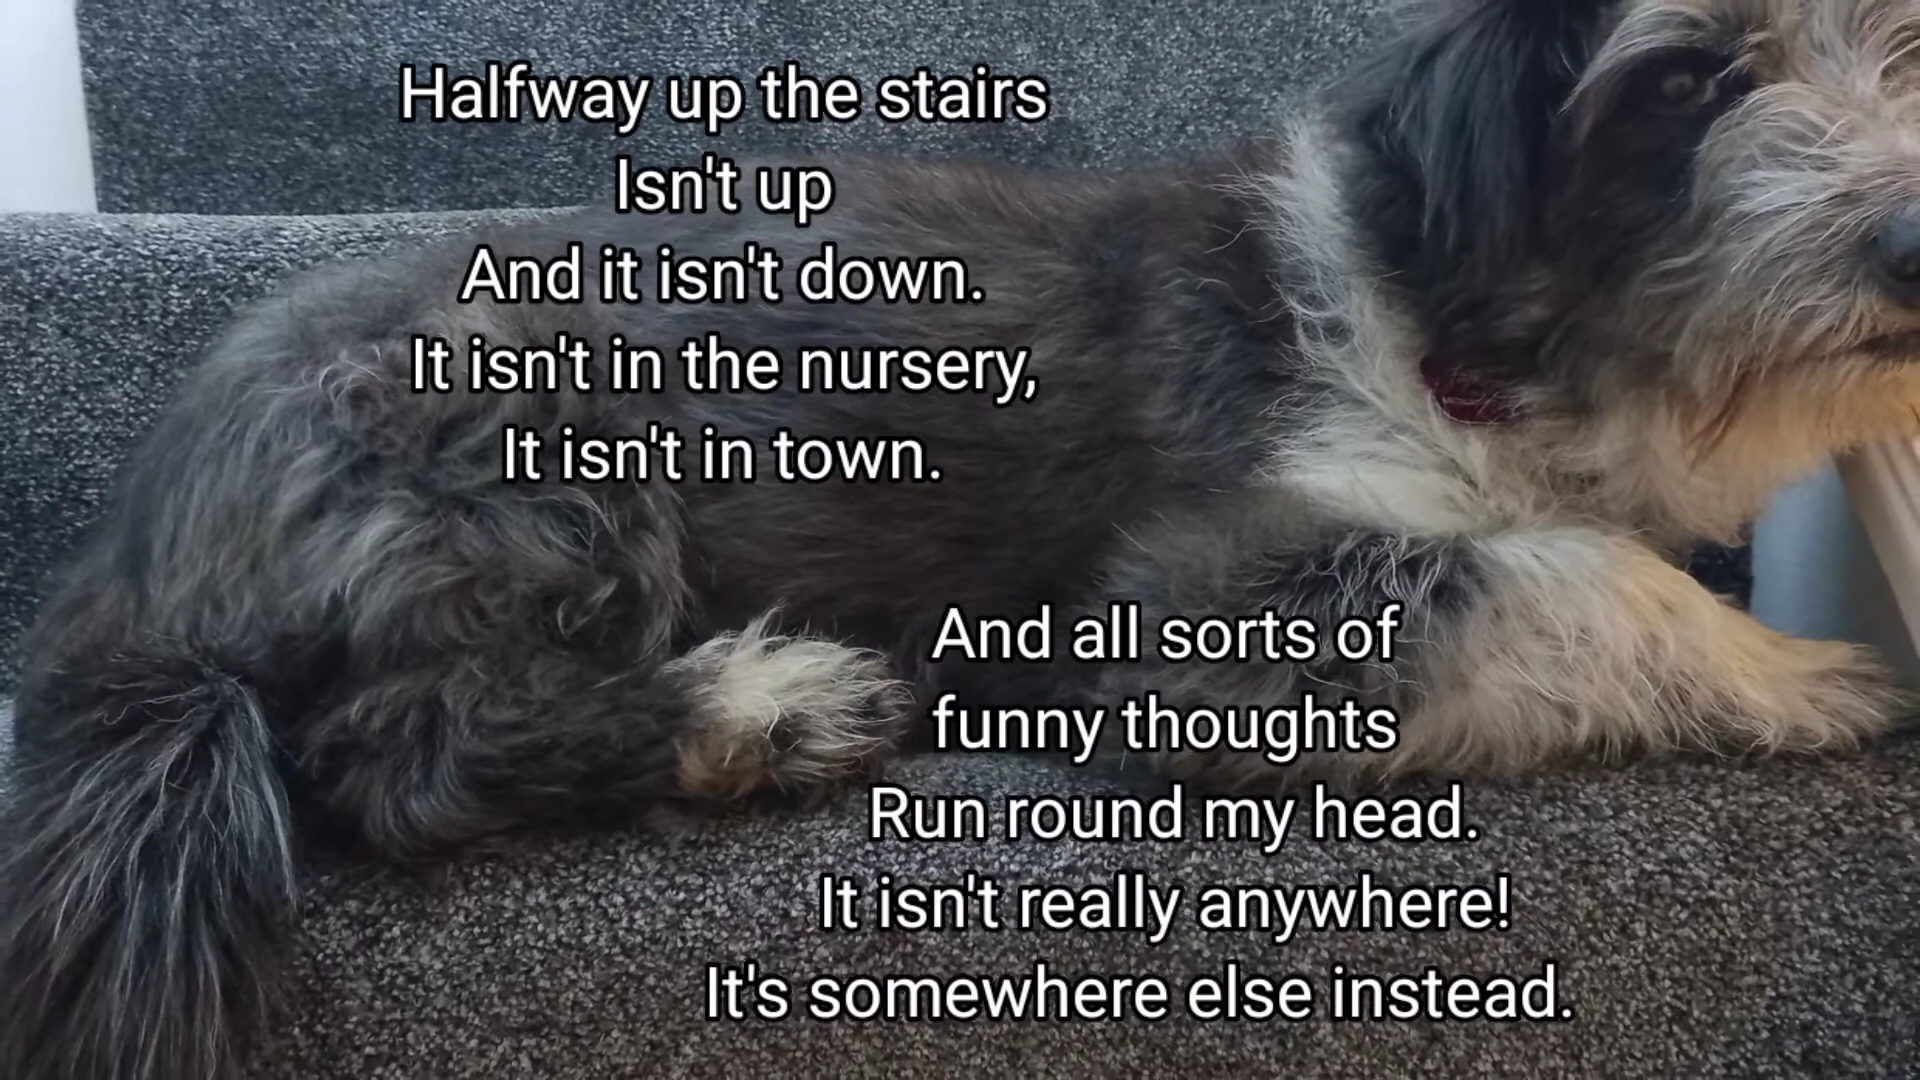 Halfway up the stairs
Isn't up
And it isn't down.
It isn't in the nursery,
It isn't in town.
And all sorts of
funny thoughts
Run round my head.
It isn't really anywhere!
It's somewhere else instead.